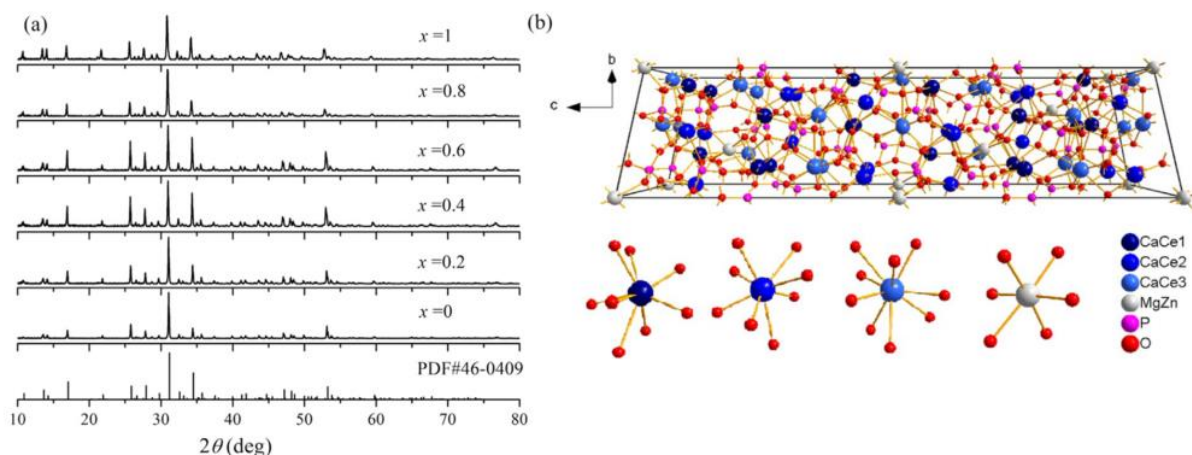 (a)
x =1
x =0.8
x =0.6
x =0.4
x =0.2
x =0
PDF#46-0409
10 20 30 40 50 60 70 80
2θ (deg)
(b)
b
c
CaCe1
CaCe2
CaCe3
MgZn
P
O